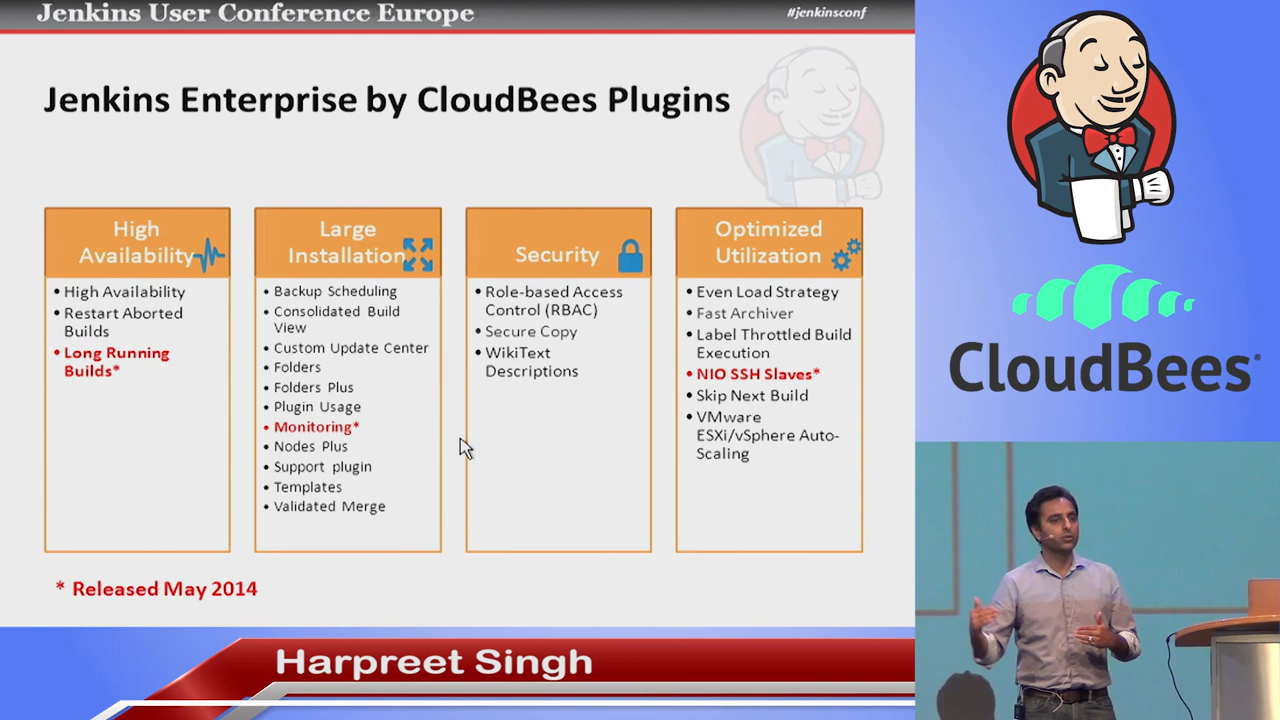 Jenkins User Conference Europe
#jenkinsconf
Jenkins Enterprise by CloudBees Plugins
High
Availability
• High Availability
• Restart Aborted
Builds
• Long Running
Builds*
Large
Installation
• Backup Scheduling
• Consolidated Build
View
• Custom Update Center
• Folders
• Folders Plus
• Plugin Usage
• Monitoring*
• Nodes Plus
• Support plugin
• Templates
• Validated Merge
Security
• Role-based Access
Control (RBAC)
• Secure Copy
• WikiText
Descriptions
Optimized
Utilization
• Even Load Strategy
• Fast Archiver
• Label Throttled Build
Execution
• NIO SSH Slaves*
• Skip Next Build
• VMware
ESXi/vSphere Auto-
Scaling
* Released May 2014
CloudBees®
Harpreet Singh